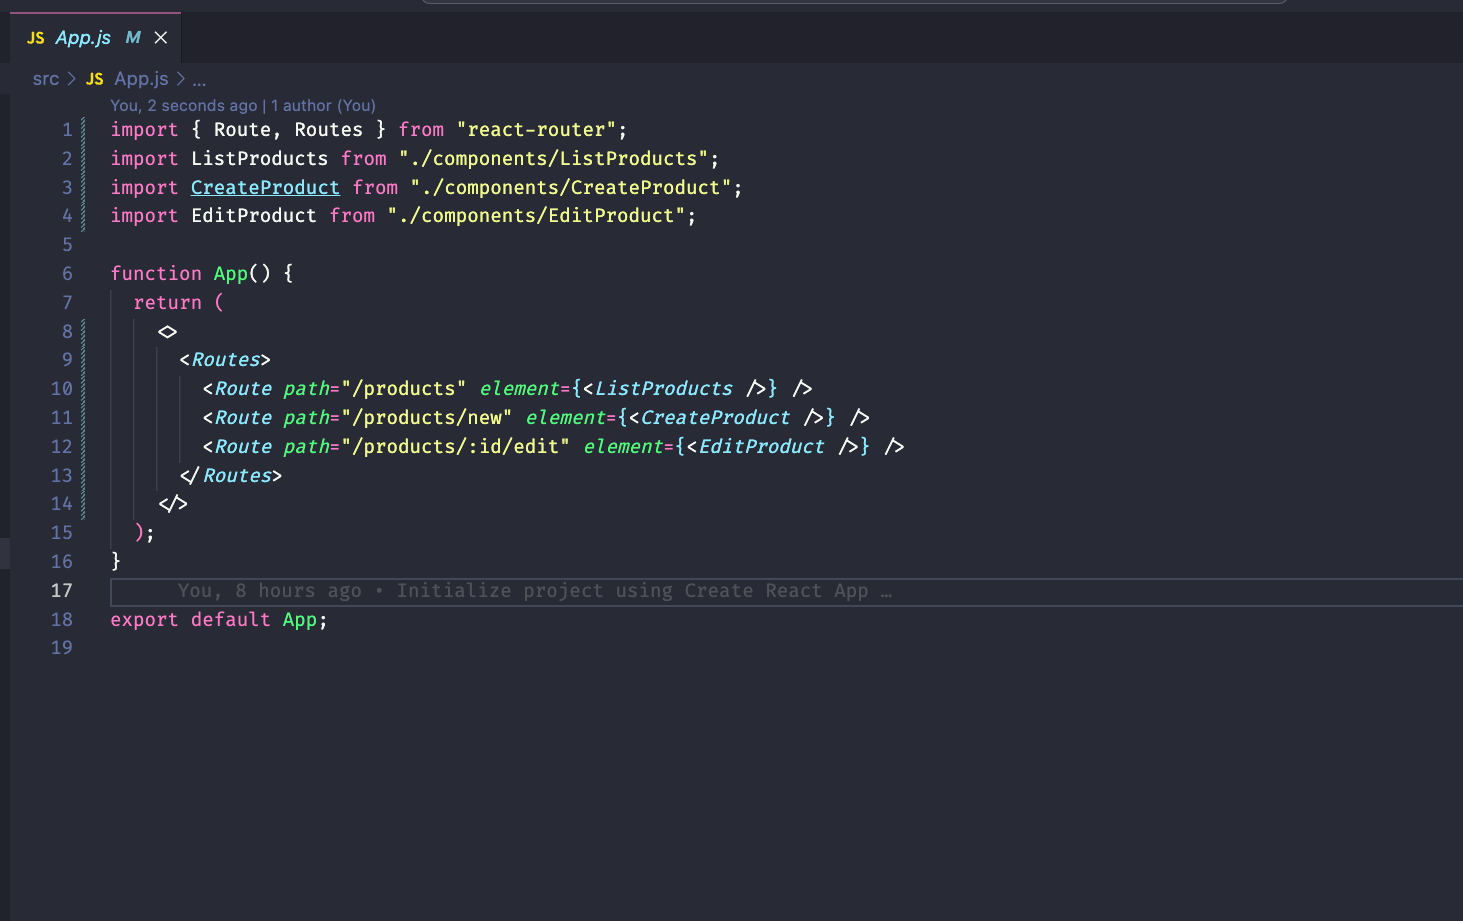 JS App.js M ×
src > JS App.js > ...
You, 2 seconds ago | 1 author (You)
1 import { Route, Routes } from "react-router";
2 import ListProducts from "./components/ListProducts";
3 import CreateProduct from "./components/CreateProduct";
4 import EditProduct from "./components/EditProduct";
5
6 function App() {
7   return (
8     <>
9       <Routes>
10         <Route path="/products" element={<ListProducts />} />
11         <Route path="/products/new" element={<CreateProduct />} />
12         <Route path="/products/:id/edit" element={<EditProduct />} />
13       </Routes>
14     </>
15   );
16 }
17 You, 8 hours ago • Initialize project using Create React App …
18 export default App;
19